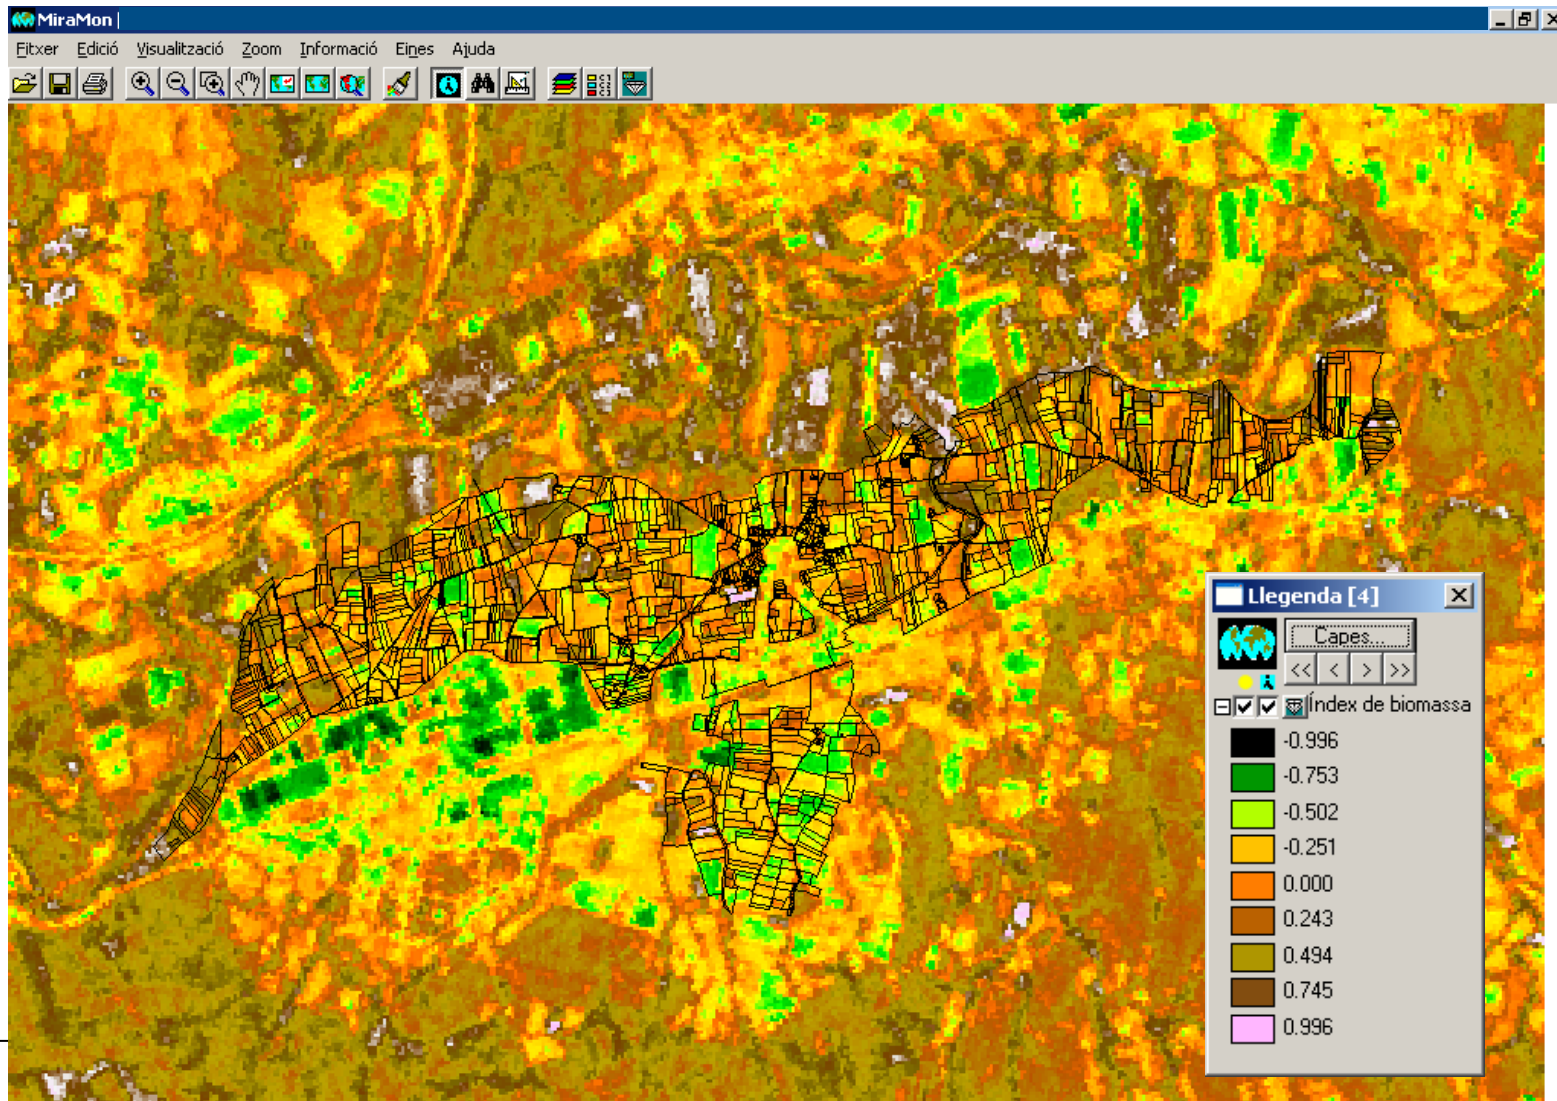 MiraMon
Fitxer Edició Visualització Zoom Informació Eines Ajuda
Llegenda [4]
Capes...
<< < > >>
Índex de biomassa
-0.996
-0.753
-0.502
-0.251
0.000
0.243
0.494
0.745
0.996